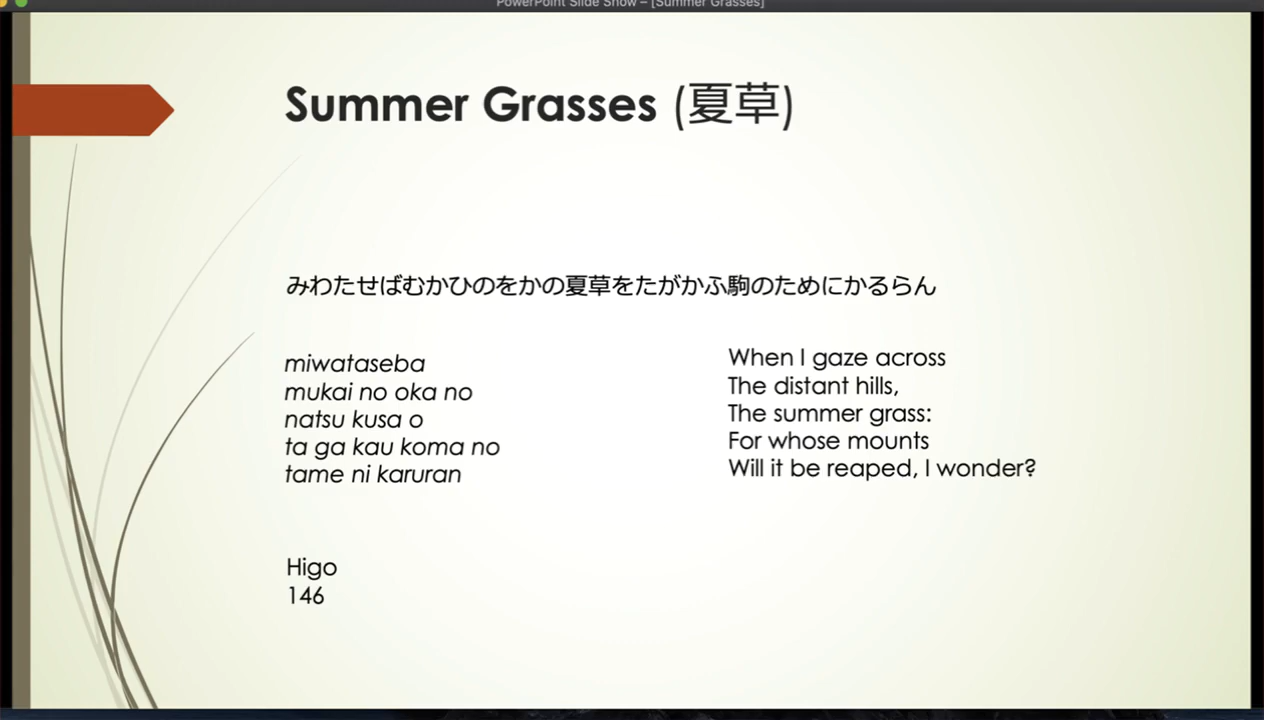 PowerPoint Slide Show – [Summer Grasses]
Summer Grasses (夏草)
みわたせばむかひのをかの夏草をたがかふ駒のためにかるらん
miwataseba
mukai no oka no
natsu kusa o
ta ga kau koma no
tame ni karuran
When I gaze across
The distant hills,
The summer grass:
For whose mounts
Will it be reaped, I wonder?
Higo
146